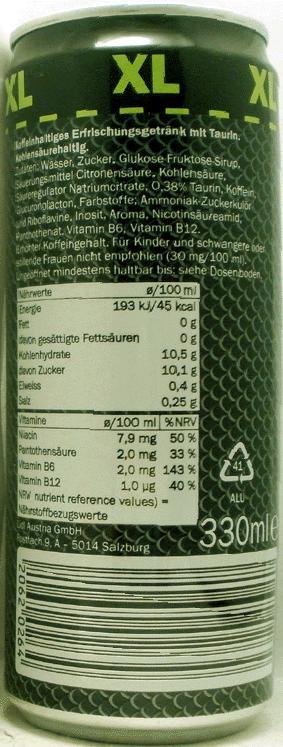 XL XL XL
Koffeinhaltiges Erfrischungsgetränk mit Taurin.
Kohlensäurehaltig.
Zutaten: Wasser, Zucker, Glukose-Fruktose-Sirup,
Säuerungsmittel Citronensäure, Kohlensäure,
Säureregulator Natriumcitrate, 0,38% Taurin, Koffein,
Glucuronolacton, Farbstoffe: Ammoniak-Zuckerkulör
und Riboflavine, Inosit, Aroma, Nicotinsäureamid,
Panthothenat, Vitamin B6, Vitamin B12.
Erhöhter Koffeingehalt. Für Kinder und schwangere oder
stillende Frauen nicht empfohlen (30 mg/100 ml).
Ungeöffnet mindestens haltbar bis: siehe Dosenboden.
Nährwerte ø/100 ml
Energie 193 kJ/45 kcal
Fett 0 g
davon gesättigte Fettsäuren 0 g
Kohlenhydrate 10,5 g
davon Zucker 10,1 g
Eiweiss 0,4 g
Salz 0,25 g
Vitamine ø/100 ml %NRV
Niacin 7,9 mg 50 %
Pantothensäure 2,0 mg 33 %
Vitamin B6 2,0 mg 143 %
Vitamin B12 1,0 µg 40 %
NRV nutrient reference values) =
Nährstoffbezugswerte
Lidl Austria GmbH
Postfach 9, A - 5014 Salzburg
41
ALU
330ml e
20620264